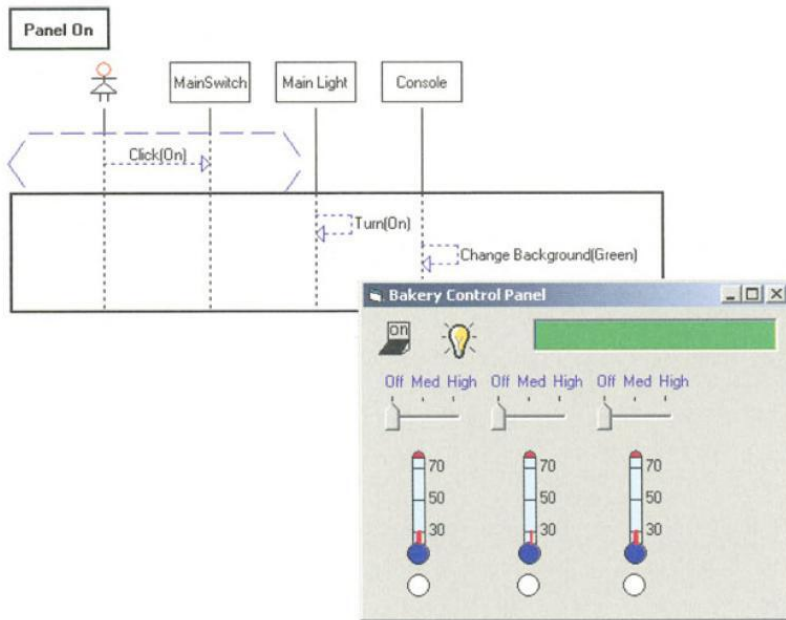 Panel On
MainSwitch
Main Light
Console
Click(On)
Turn(On)
Change Background(Green)
Bakery Control Panel
on
Off Med High Off Med High Off Med High
70 70 70
50 50 50
30 30 30